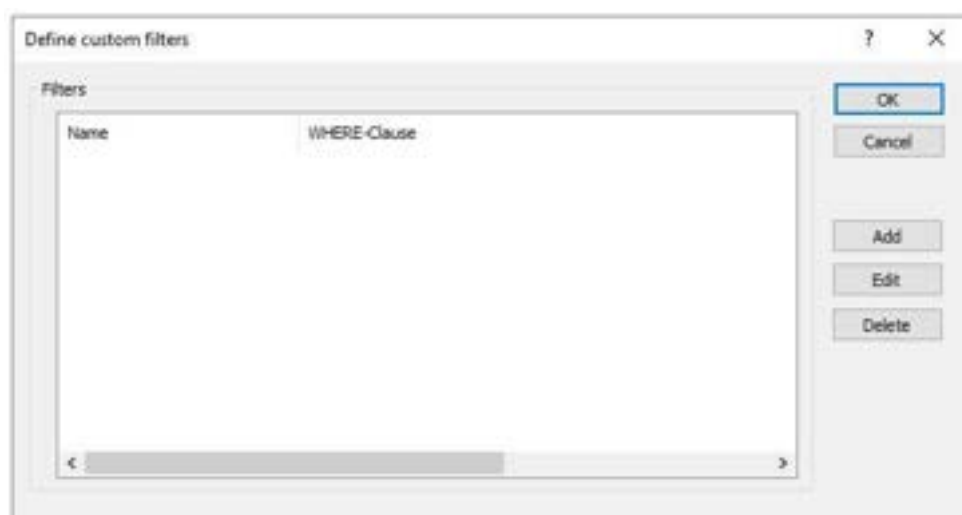 Define custom filters ? ×
Filters
OK
Name WHERE-Clause
Cancel
Add
Edit
Delete